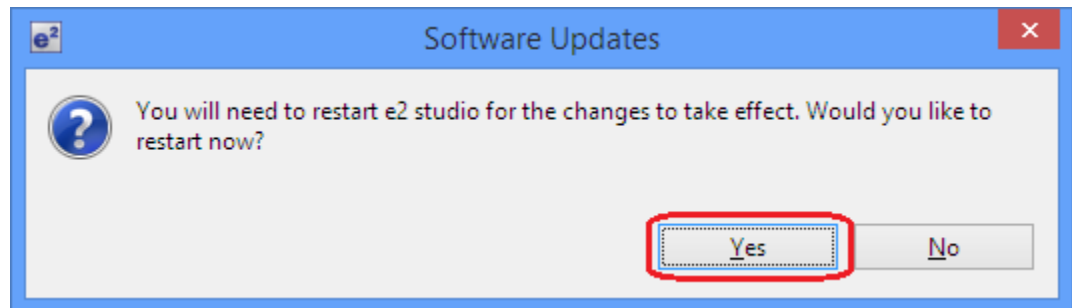 e²
Software Updates
You will need to restart e2 studio for the changes to take effect. Would you like to
restart now?
Yes
No